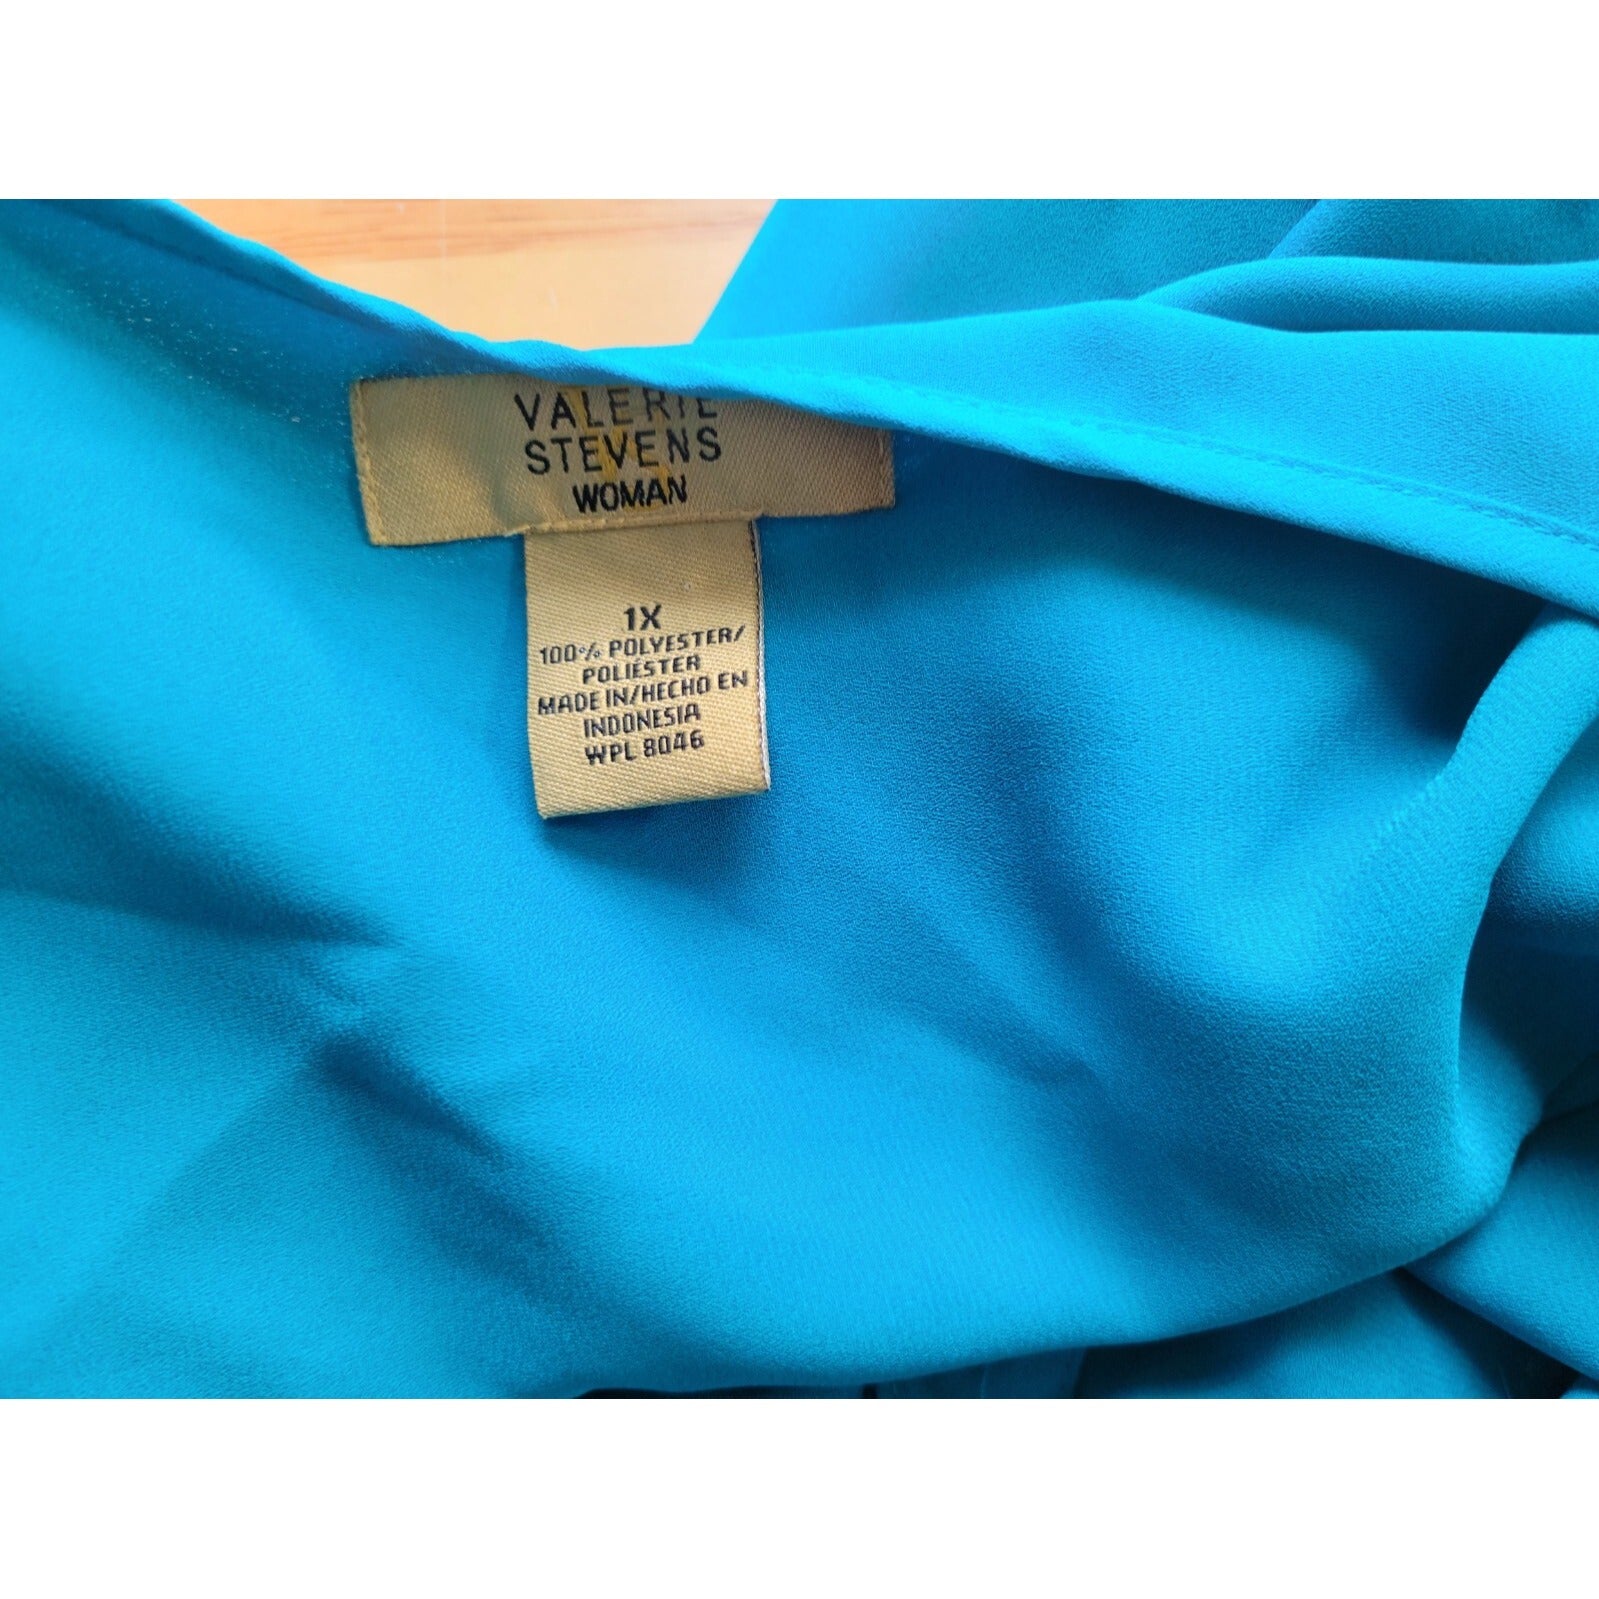 VALERIE
STEVENS
WOMAN
1X
100% POLYESTER/
POLIÉSTER
MADE IN/HECHO EN
INDONESIA
WPL 8046